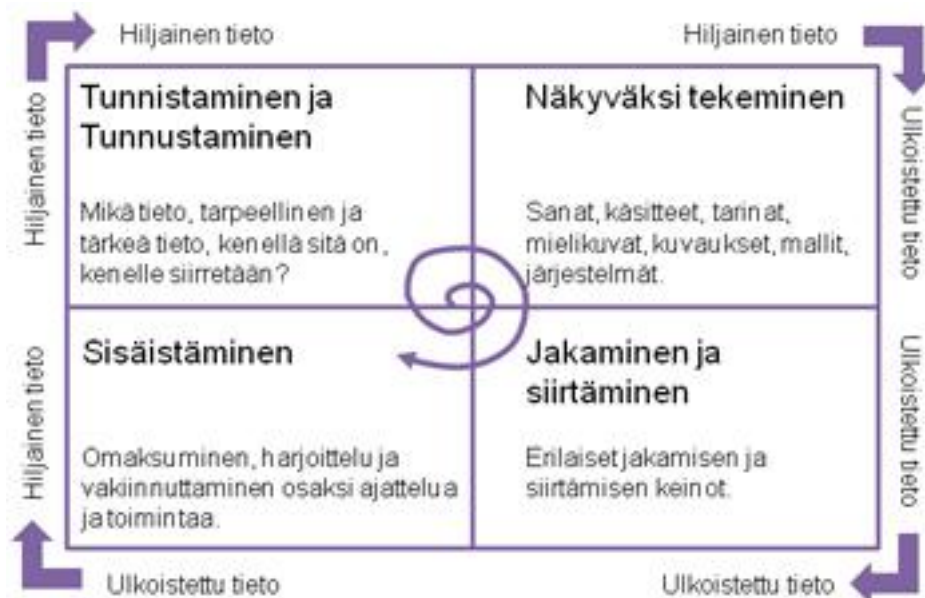 Hiljainen tieto
Hiljainen tieto
Hiljainen tieto
Tunnistaminen ja
Tunnustaminen
Mikä tieto, tarpeellinen ja
tärkeä tieto, kenellä sitä on,
kenelle siirretään?
Näkyväksi tekeminen
Sanat, käsitteet, tarinat,
mielikuvat, kuvaukset, mallit,
järjestelmät.
Ulkoistettu tieto
Hiljainen tieto
Sisäistäminen
Omaksuminen, harjoittelu ja
vakiinnuttaminen osaksi ajattelua
ja toimintaa.
Jakaminen ja
siirtäminen
Erilaiset jakamisen ja
siirtämisen keinot.
Ulkoistettu tieto
Ulkoistettu tieto
Ulkoistettu tieto